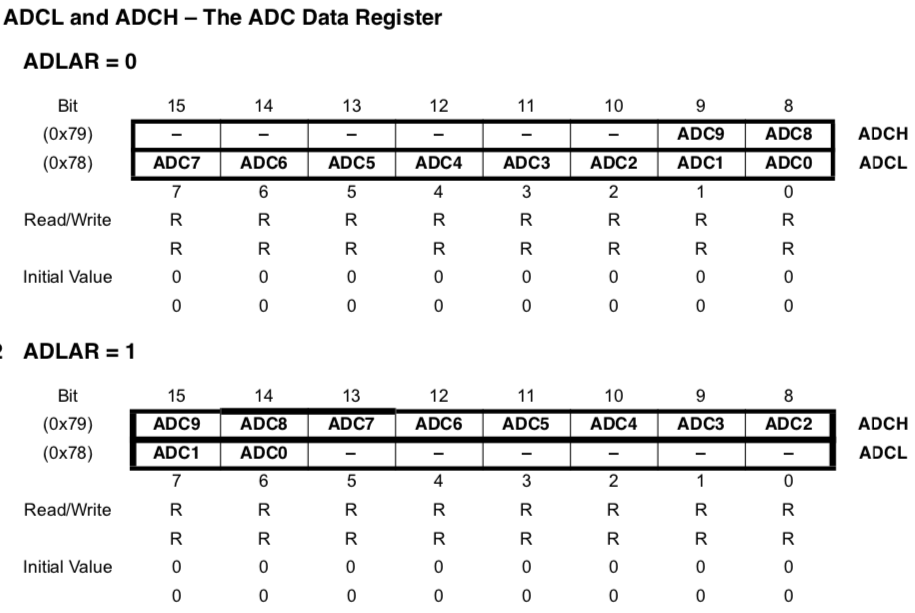 ADCL and ADCH – The ADC Data Register
ADLAR = 0
Bit 15 14 13 12 11 10 9 8
(0x79) – – – – – – ADC9 ADC8 ADCH
(0x78) ADC7 ADC6 ADC5 ADC4 ADC3 ADC2 ADC1 ADC0 ADCL
7 6 5 4 3 2 1 0
Read/Write R R R R R R R R
R R R R R R R R
Initial Value 0 0 0 0 0 0 0 0
0 0 0 0 0 0 0 0
2 ADLAR = 1
Bit 15 14 13 12 11 10 9 8
(0x79) ADC9 ADC8 ADC7 ADC6 ADC5 ADC4 ADC3 ADC2 ADCH
(0x78) ADC1 ADC0 – – – – – – ADCL
7 6 5 4 3 2 1 0
Read/Write R R R R R R R R
R R R R R R R R
Initial Value 0 0 0 0 0 0 0 0
0 0 0 0 0 0 0 0